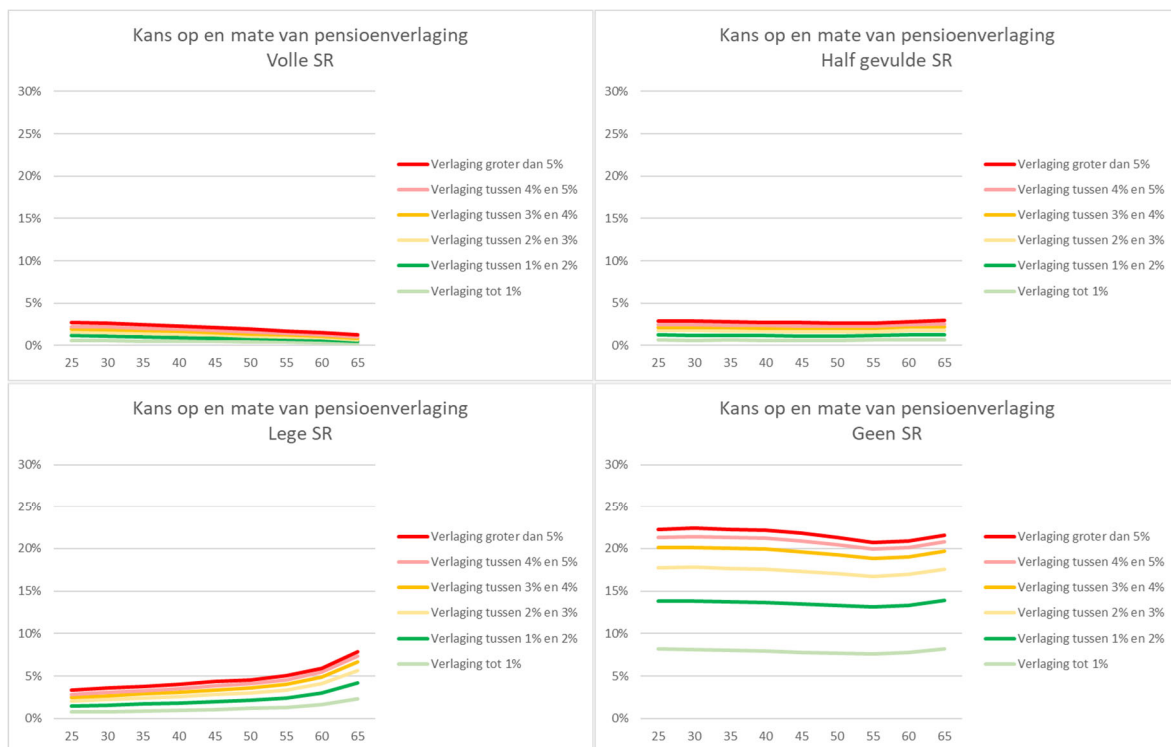 Kans op en mate van pensioenverlaging
Volle SR
30%
25%
20%
15%
10%
5%
0%
25 30 35 40 45 50 55 60 65
Verlaging groter dan 5%
Verlaging tussen 4% en 5%
Verlaging tussen 3% en 4%
Verlaging tussen 2% en 3%
Verlaging tussen 1% en 2%
Verlaging tot 1%
Kans op en mate van pensioenverlaging
Half gevulde SR
30%
25%
20%
15%
10%
5%
0%
25 30 35 40 45 50 55 60 65
Verlaging groter dan 5%
Verlaging tussen 4% en 5%
Verlaging tussen 3% en 4%
Verlaging tussen 2% en 3%
Verlaging tussen 1% en 2%
Verlaging tot 1%
Kans op en mate van pensioenverlaging
Lege SR
30%
25%
20%
15%
10%
5%
0%
25 30 35 40 45 50 55 60 65
Verlaging groter dan 5%
Verlaging tussen 4% en 5%
Verlaging tussen 3% en 4%
Verlaging tussen 2% en 3%
Verlaging tussen 1% en 2%
Verlaging tot 1%
Kans op en mate van pensioenverlaging
Geen SR
30%
25%
20%
15%
10%
5%
0%
25 30 35 40 45 50 55 60 65
Verlaging groter dan 5%
Verlaging tussen 4% en 5%
Verlaging tussen 3% en 4%
Verlaging tussen 2% en 3%
Verlaging tussen 1% en 2%
Verlaging tot 1%